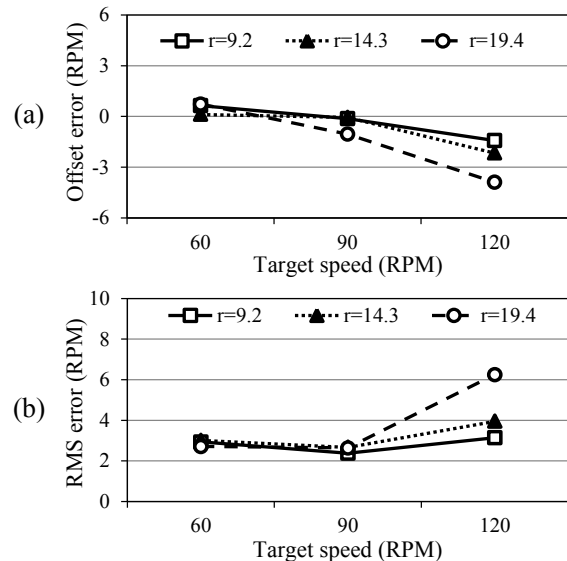 (a)
Offset error (RPM)
6
3
0
-3
-6
r=9.2 r=14.3 r=19.4
60 90 120
Target speed (RPM)
(b)
RMS error (RPM)
10
8
6
4
2
0
r=9.2 r=14.3 r=19.4
60 90 120
Target speed (RPM)